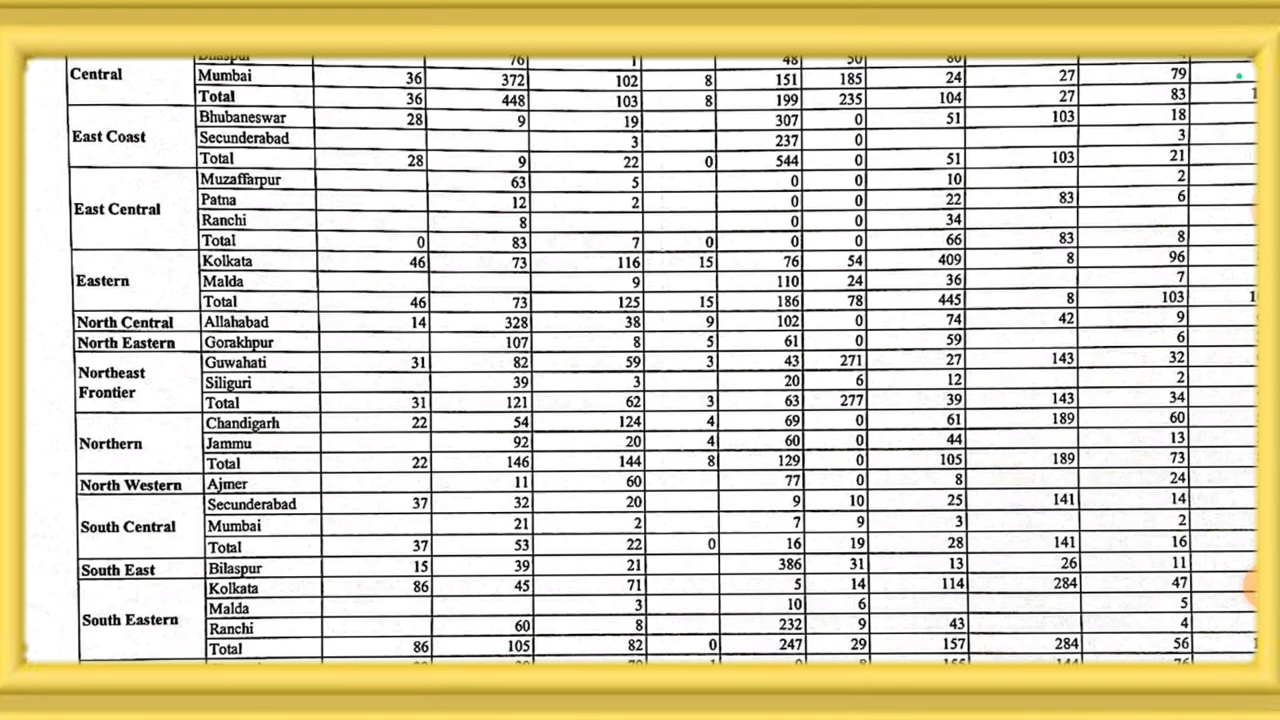 Bilaspur 76 1 48 50 80
Central Mumbai 36 372 102 8 151 185 24 27 79
Total 36 448 103 8 199 235 104 27 83
East Coast Bhubaneswar 28 9 19 307 0 51 103 18
Secunderabad 3 237 0 3
Total 28 9 22 0 544 0 51 103 21
Muzaffarpur 63 5 0 0 10 2
East Central Patna 12 2 0 0 22 83 6
Ranchi 8 0 0 34
Total 0 83 7 0 0 0 66 83 8
Kolkata 46 73 116 15 76 54 409 8 96
Eastern Malda 9 110 24 36 7
Total 46 73 125 15 186 78 445 8 103
North Central Allahabad 14 328 38 9 102 0 74 42 9
North Eastern Gorakhpur 107 8 5 61 0 59 6
Northeast Frontier Guwahati 31 82 59 3 43 271 27 143 32
Siliguri 39 3 20 6 12 2
Total 31 121 62 3 63 277 39 143 34
Chandigarh 22 54 124 4 69 0 61 189 60
Northern Jammu 92 20 4 60 0 44 13
Total 22 146 144 8 129 0 105 189 73
North Western Ajmer 11 60 77 0 8 24
Secunderabad 37 32 20 9 10 25 141 14
South Central Mumbai 21 2 7 9 3 2
Total 37 53 22 0 16 19 28 141 16
South East Bilaspur 15 39 21 386 31 13 26 11
Kolkata 86 45 71 5 14 114 284 47
South Eastern Malda 3 10 6 5
Ranchi 60 8 232 9 43 4
Total 86 105 82 0 247 29 157 284 56